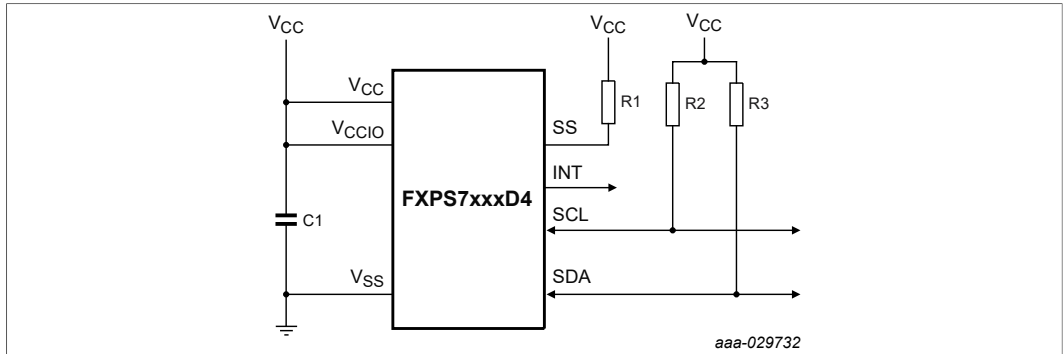 VCC
VCC
VCC
VCC
R1
R2
R3
VCCIO
SS
INT
FXPS7xxxD4
SCL
C1
VSS
SDA
aaa-029732